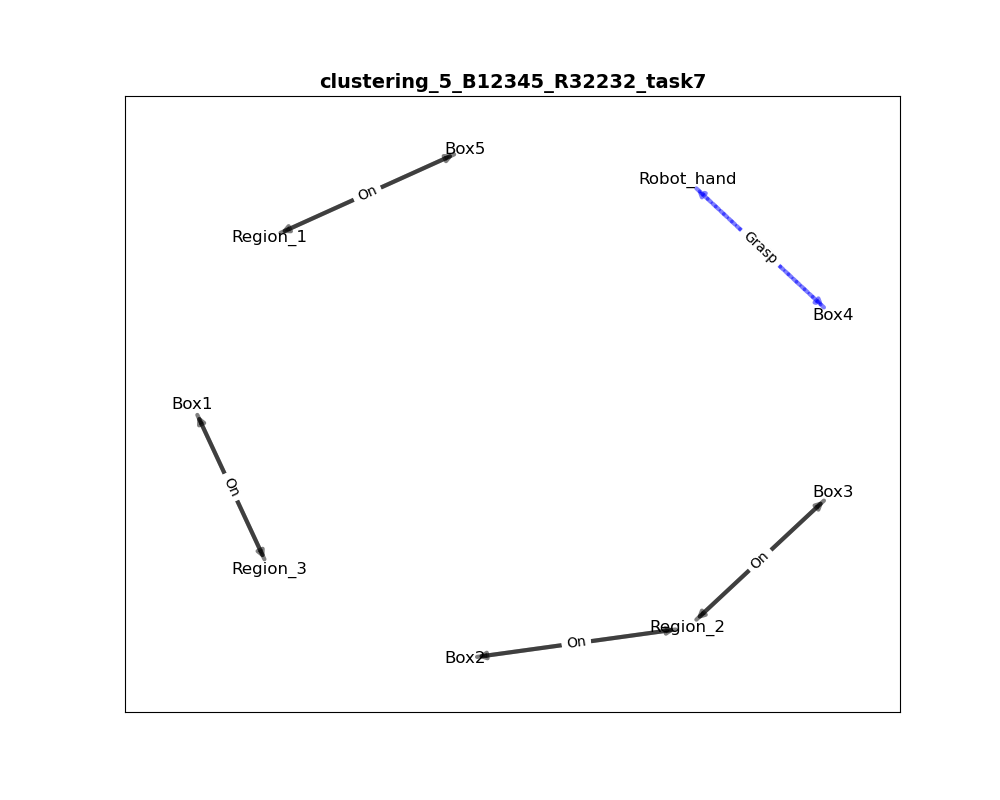 clustering_5_B12345_R32232_task7
Box5
On
Region_1
Robot_hand
Grasp
Box4
Box1
On
Region_3
Box3
On
Region_2
On
Box2